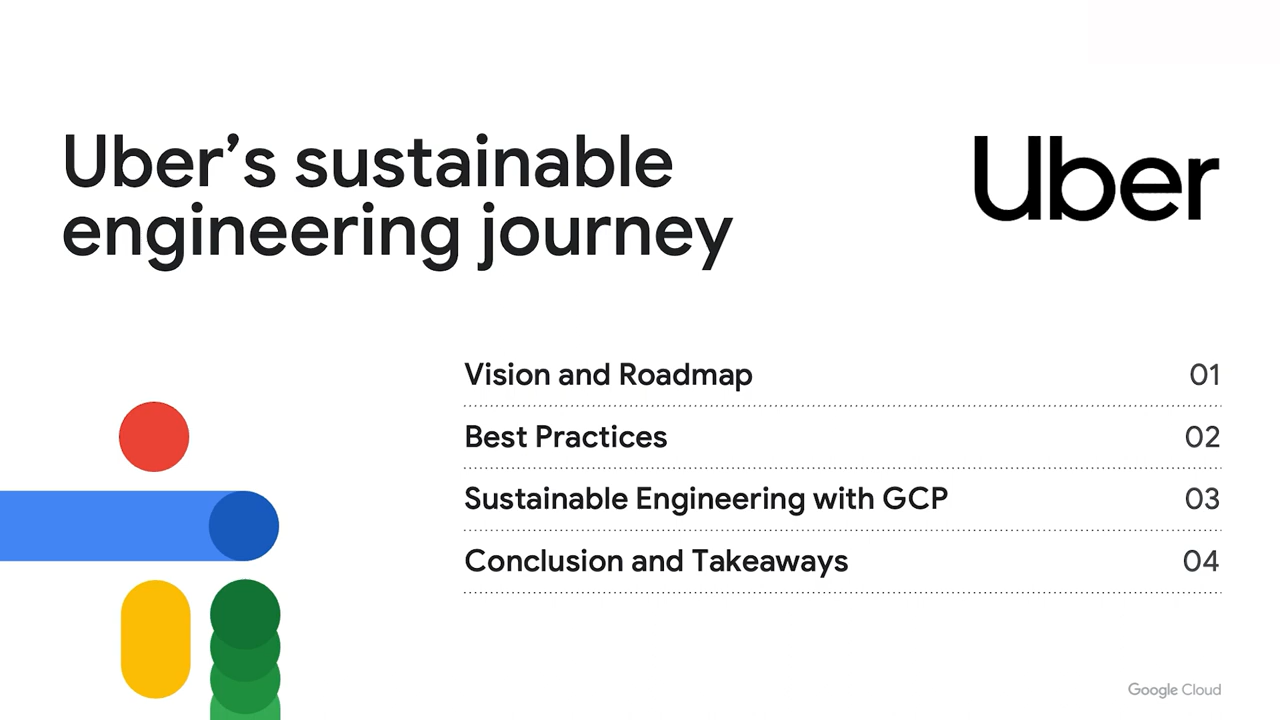 Uber’s sustainable
engineering journey
Uber
Vision and Roadmap 01
Best Practices 02
Sustainable Engineering with GCP 03
Conclusion and Takeaways 04
Google Cloud